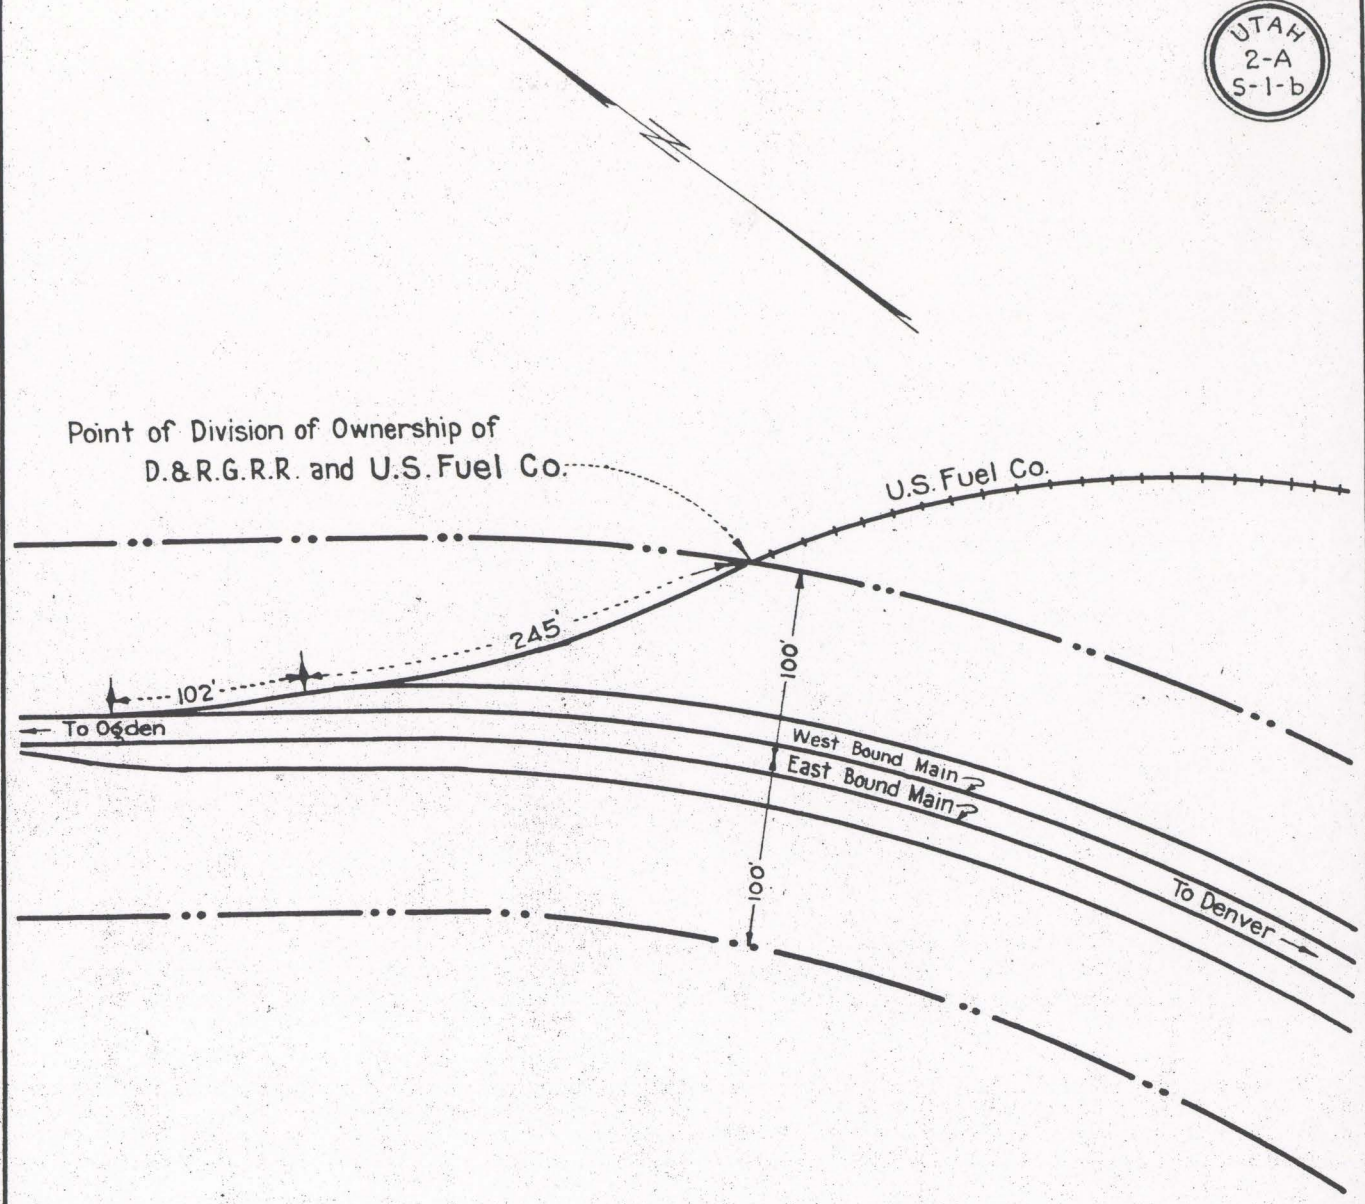 UTAH
2-A
S-1-b
N
Point of Division of Ownership of
D.&R.G.R.R. and U.S. Fuel Co.
U.S. Fuel Co.
245'
102'
100'
To Ogden
West Bound Main
East Bound Main
100'
To Denver